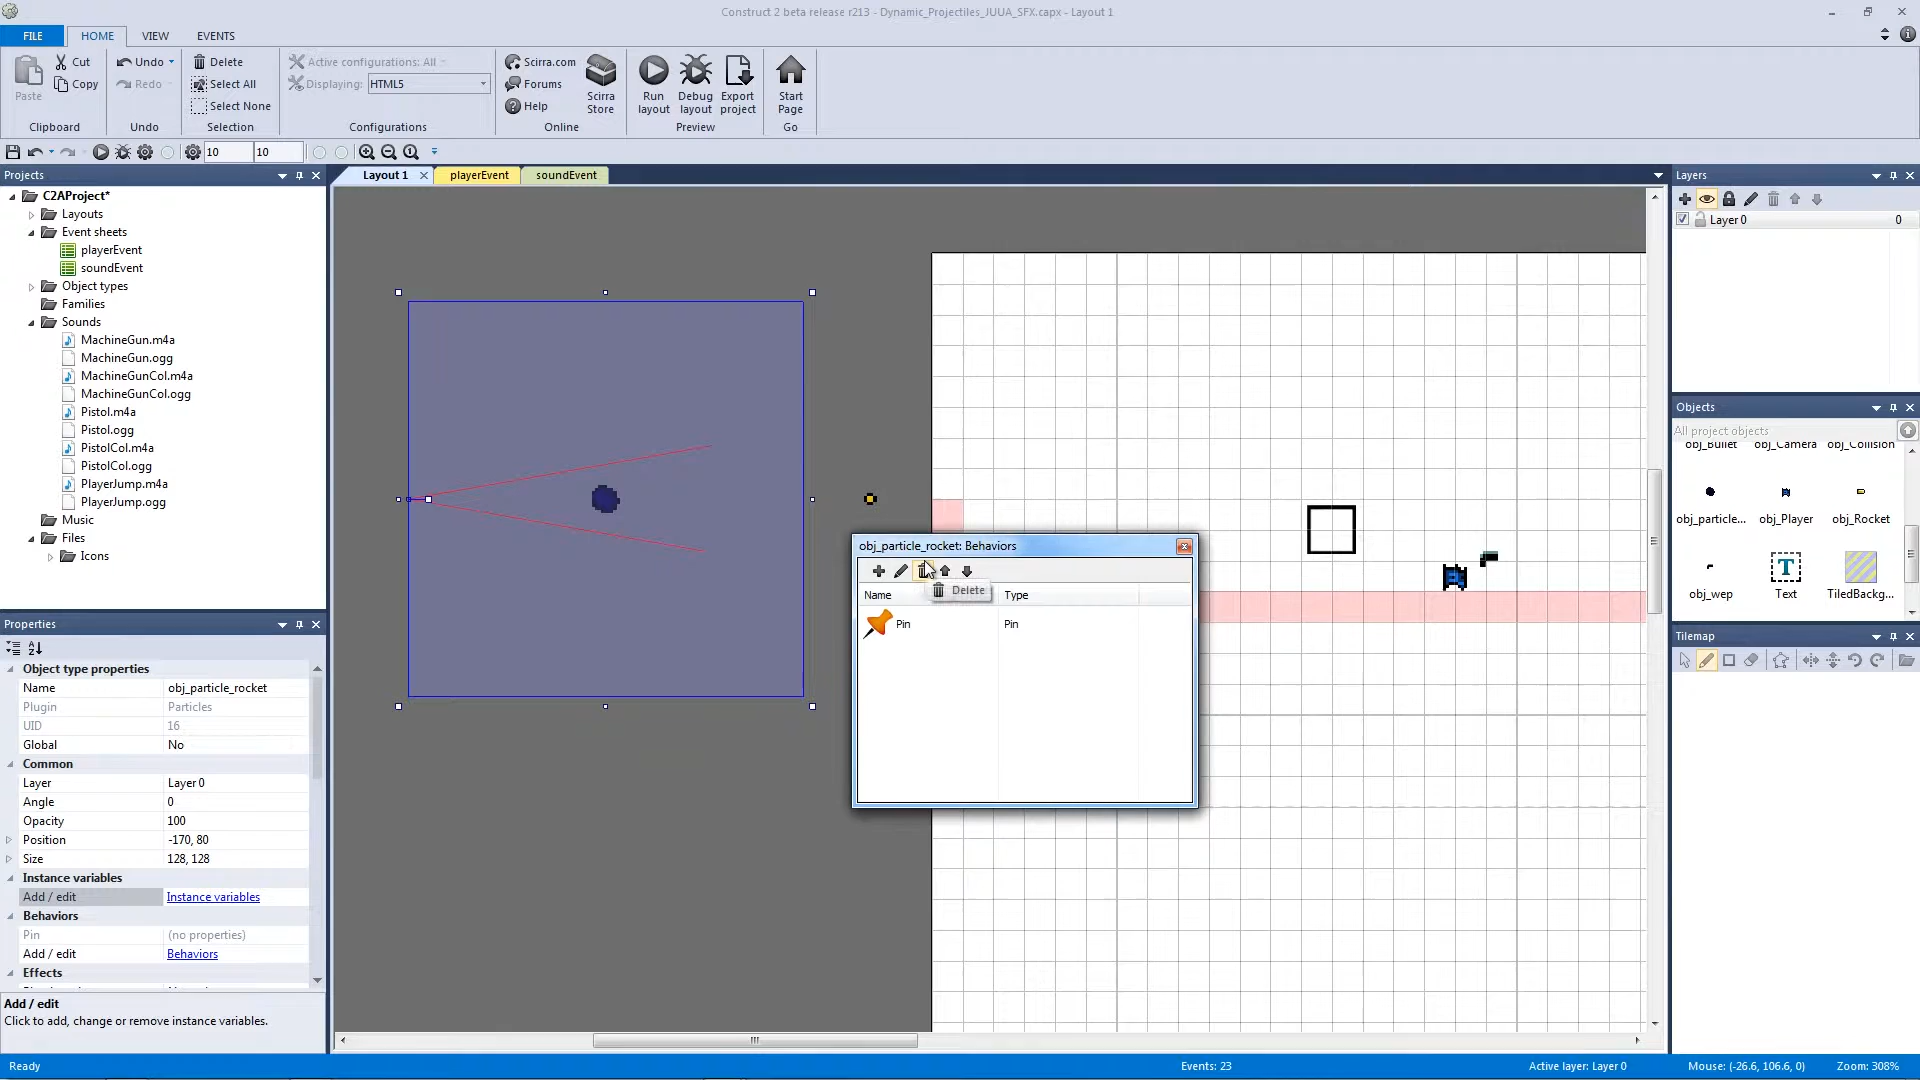 Construct 2 beta release r213 - Dynamic_Projectiles_JUUA_SFX.capx - Layout 1
FILE
HOME
VIEW
EVENTS
Paste
Cut
Copy
Clipboard
Undo
Redo
Undo
Delete
Select All
Select None
Selection
Active configurations: All
Displaying:
HTML5
Configurations
Scirra.com
Forums
Help
Scirra
Store
Online
Run
layout
Debug
layout
Export
project
Preview
Start
Page
Go
10
10
Projects
C2AProject*
Layouts
Event sheets
playerEvent
soundEvent
Object types
Families
Sounds
MachineGun.m4a
MachineGun.ogg
MachineGunCol.m4a
MachineGunCol.ogg
Pistol.m4a
Pistol.ogg
PistolCol.m4a
PistolCol.ogg
PlayerJump.m4a
PlayerJump.ogg
Music
Files
Icons
Properties
Object type properties
Name obj_particle_rocket
Plugin Particles
UID 16
Global No
Common
Layer Layer 0
Angle 0
Opacity 100
Position -170, 80
Size 128, 128
Instance variables
Add / edit Instance variables
Behaviors
Pin (no properties)
Add / edit Behaviors
Effects
Add / edit
Click to add, change or remove instance variables.
Layout 1
playerEvent
soundEvent
obj_particle_rocket: Behaviors
Delete
Name Type
Pin Pin
Layers
Layer 0 0
Objects
All project objects
obj_Bullet obj_Camera obj_Collision
obj_particle... obj_Player obj_Rocket
obj_wep Text TiledBackg...
Tilemap
Ready
Events: 23
Active layer: Layer 0
Mouse: (-26.6, 106.6, 0)
Zoom: 308%